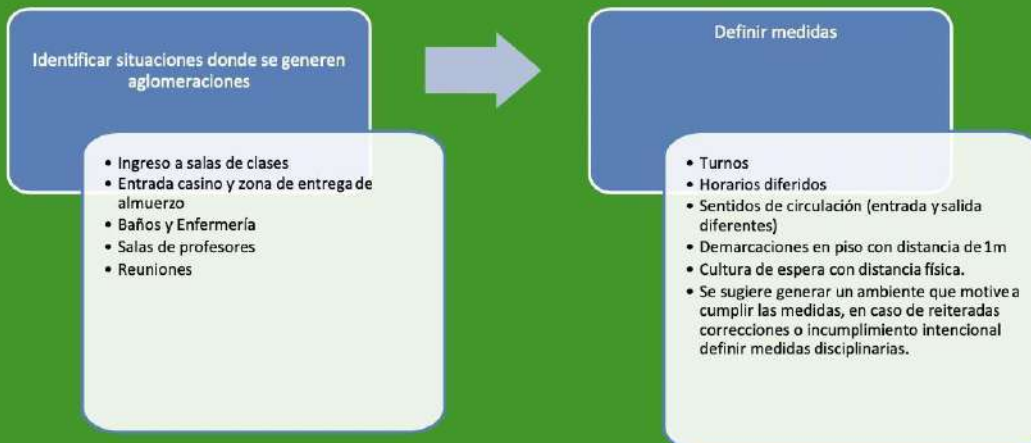 Identificar situaciones donde se generen
aglomeraciones
• Ingreso a salas de clases
• Entrada casino y zona de entrega de
almuerzo
• Baños y Enfermería
• Salas de profesores
• Reuniones
Definir medidas
• Turnos
• Horarios diferidos
• Sentidos de circulación (entrada y salida
diferentes)
• Demarcaciones en piso con distancia de 1m
• Cultura de espera con distancia física.
• Se sugiere generar un ambiente que motive a
cumplir las medidas, en caso de reiteradas
correcciones o incumplimiento intencional
definir medidas disciplinarias.